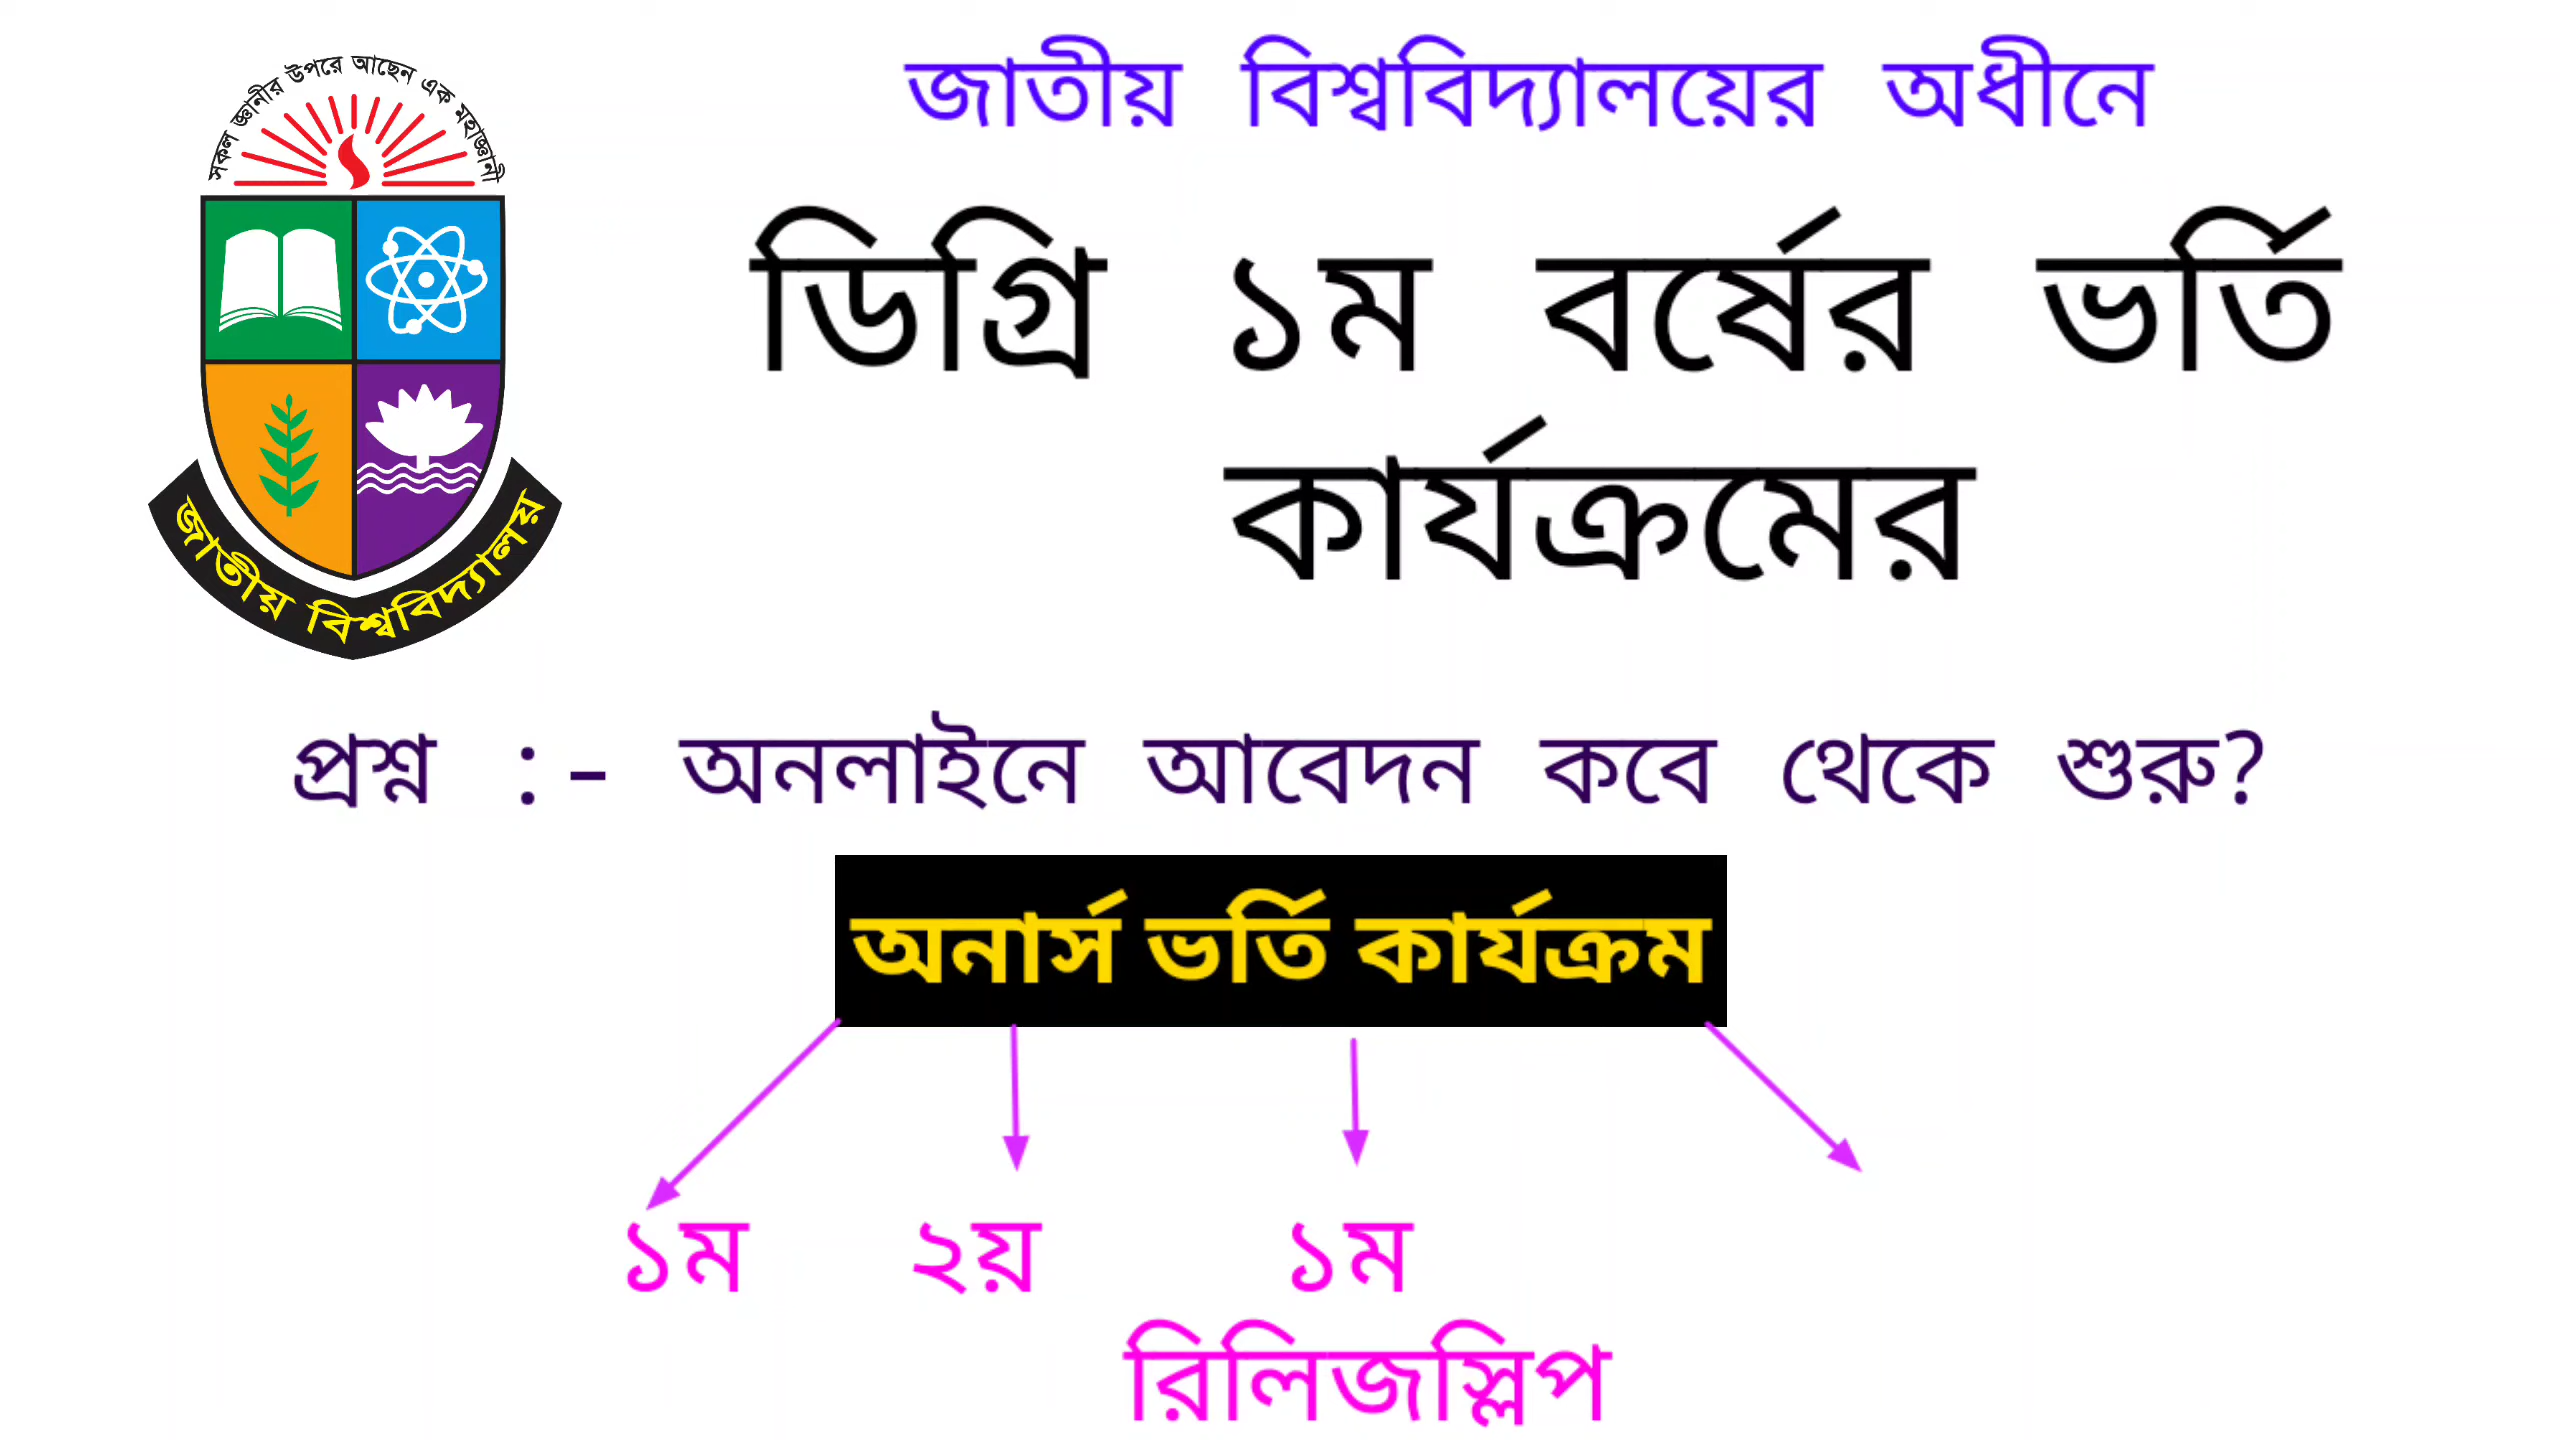 সকল জ্ঞানীর উপরে আছেন এক মহাজ্ঞানী
জাতীয় বিশ্ববিদ্যালয়
জাতীয় বিশ্ববিদ্যালয়ের অধীনে
ডিগ্রি ১ম বর্ষের ভর্তি
কার্যক্রমের
প্রশ্ন :- অনলাইনে আবেদন কবে থেকে শুরু?
অনার্স ভর্তি কার্যক্রম
১ম ২য় ১ম
রিলিজস্লিপ